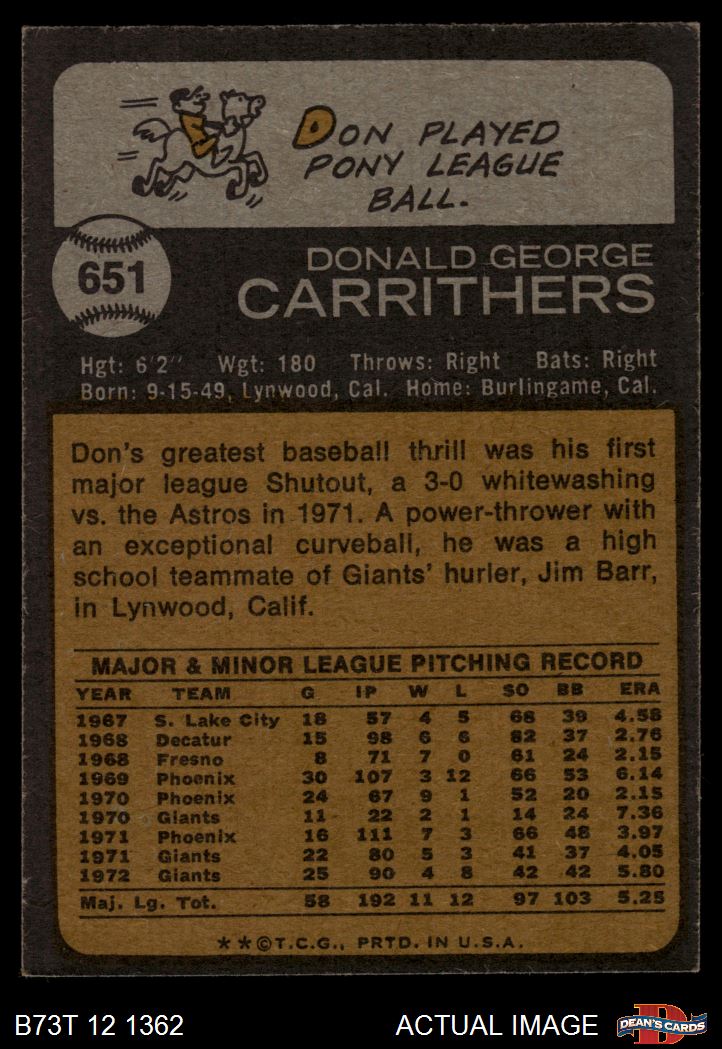 DON PLAYED
PONY LEAGUE
BALL.
651
DONALD GEORGE
CARRITHERS
Hgt: 6'2" Wgt: 180 Throws: Right Bats: Right
Born: 9-15-49, Lynwood, Cal. Home: Burlingame, Cal.
Don's greatest baseball thrill was his first
major league Shutout, a 3-0 whitewashing
vs. the Astros in 1971. A power-thrower with
an exceptional curveball, he was a high
school teammate of Giants' hurler, Jim Barr,
in Lynwood, Calif.
MAJOR & MINOR LEAGUE PITCHING RECORD
YEAR TEAM G IP W L SO BB ERA
1967 S. Lake City 18 57 4 5 68 39 4.58
1968 Decatur 15 98 6 6 82 37 2.76
1968 Fresno 8 71 7 0 61 24 2.15
1969 Phoenix 30 107 3 12 66 53 6.14
1970 Phoenix 24 67 9 1 52 20 2.15
1970 Giants 11 22 2 1 14 24 7.36
1971 Phoenix 16 111 7 3 66 48 3.97
1971 Giants 22 80 5 3 41 37 4.05
1972 Giants 25 90 4 8 42 42 5.80
Maj. Lg. Tot. 58 192 11 12 97 103 5.25
★★©T.C.G., PRTD. IN U.S.A.
B73T 12 1362 ACTUAL IMAGE DEAN'S CARDS